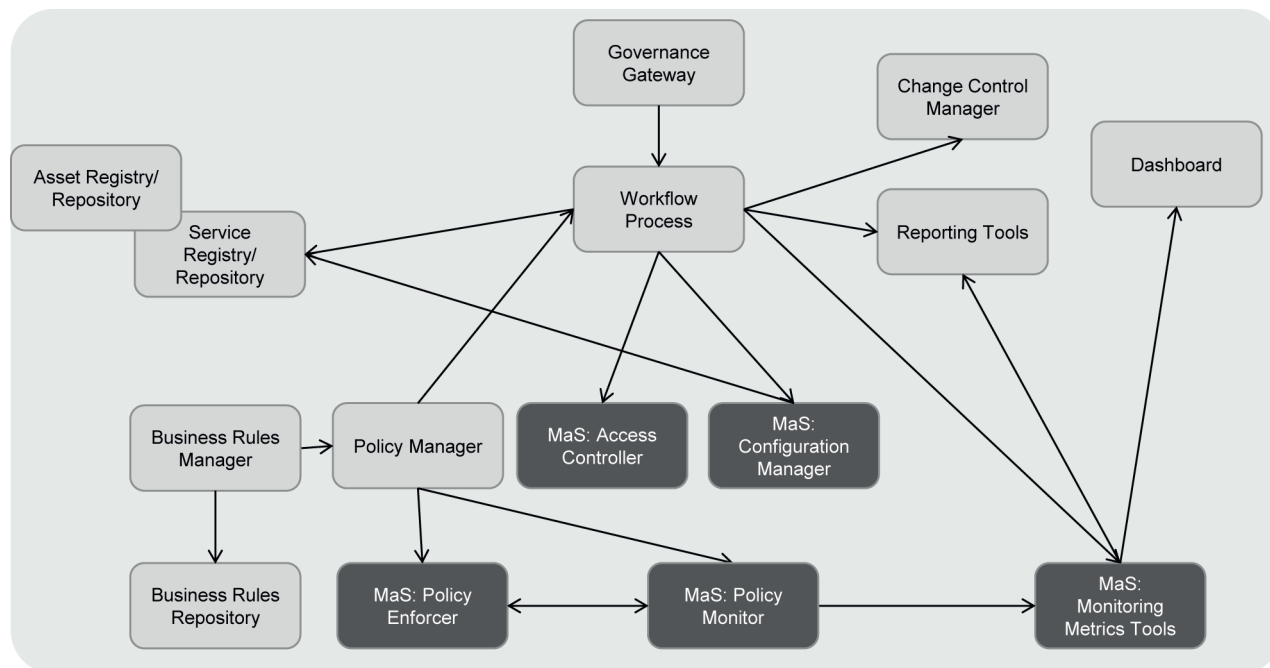 Governance
Gateway
Change Control
Manager
Dashboard
Asset Registry/
Repository
Workflow
Process
Service
Registry/
Repository
Reporting Tools
Business Rules
Manager
Policy Manager
MaS: Access
Controller
MaS:
Configuration
Manager
Business Rules
Repository
MaS: Policy
Enforcer
MaS: Policy
Monitor
MaS:
Monitoring
Metrics Tools